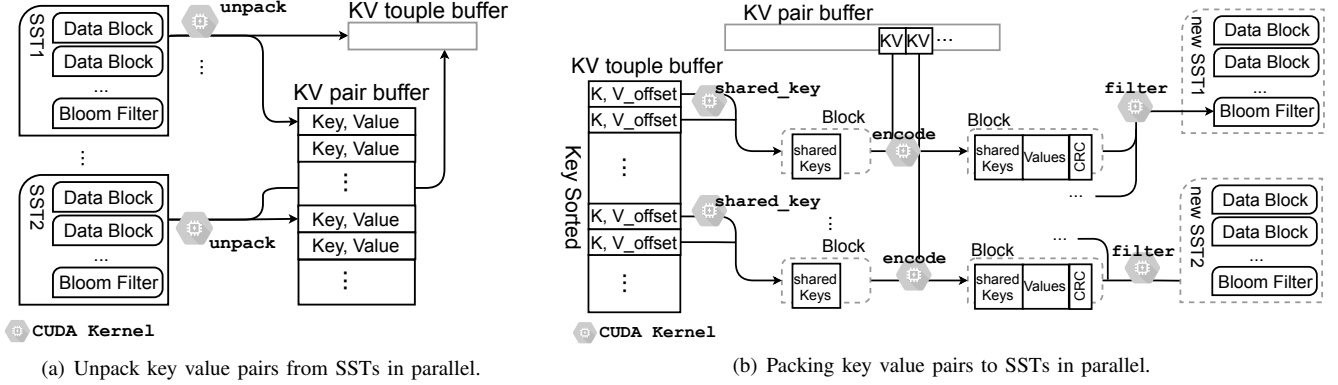 unpack
KV touple buffer
SST1
Data Block
Data Block
...
Bloom Filter
...
KV pair buffer
Key, Value
Key, Value
...
Key, Value
Key, Value
...
...
SST2
Data Block
Data Block
...
Bloom Filter
unpack
CUDA Kernel
(a) Unpack key value pairs from SSTs in parallel.
KV pair buffer
KV KV ...
KV touple buffer
Key Sorted
K, V_offset
K, V_offset
...
K, V_offset
K, V_offset
...
shared_key
Block
shared
Keys
encode
Block
shared
Keys
Values
CRC
...
filter
new SST1
Data Block
Data Block
...
Bloom Filter
shared_key
...
Block
shared
Keys
encode
Block
shared
Keys
Values
CRC
...
filter
new SST2
Data Block
Data Block
...
Bloom Filter
CUDA Kernel
(b) Packing key value pairs to SSTs in parallel.